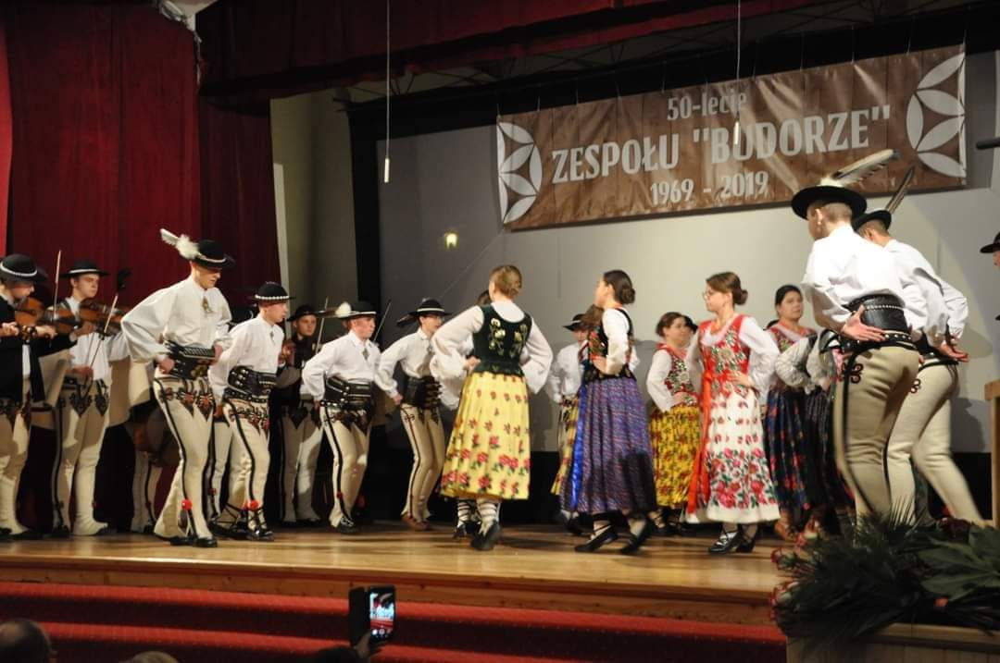 50-lecie
ZESPOŁU "BUDORZE"
1969 - 2019